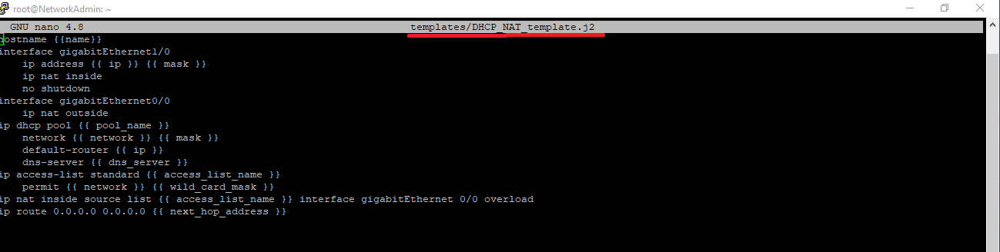 root@NetworkAdmin: ~
GNU nano 4.8 templates/DHCP_NAT_template.j2
hostname {{name}}
interface gigabitEthernet1/0
    ip address {{ ip }} {{ mask }}
    ip nat inside
    no shutdown
interface gigabitEthernet0/0
    ip nat outside
ip dhcp pool {{ pool_name }}
    network {{ network }} {{ mask }}
    default-router {{ ip }}
    dns-server {{ dns_server }}
ip access-list standard {{ access_list_name }}
    permit {{ network }} {{ wild_card_mask }}
ip nat inside source list {{ access_list_name }} interface gigabitEthernet 0/0 overload
ip route 0.0.0.0 0.0.0.0 {{ next_hop_address }}